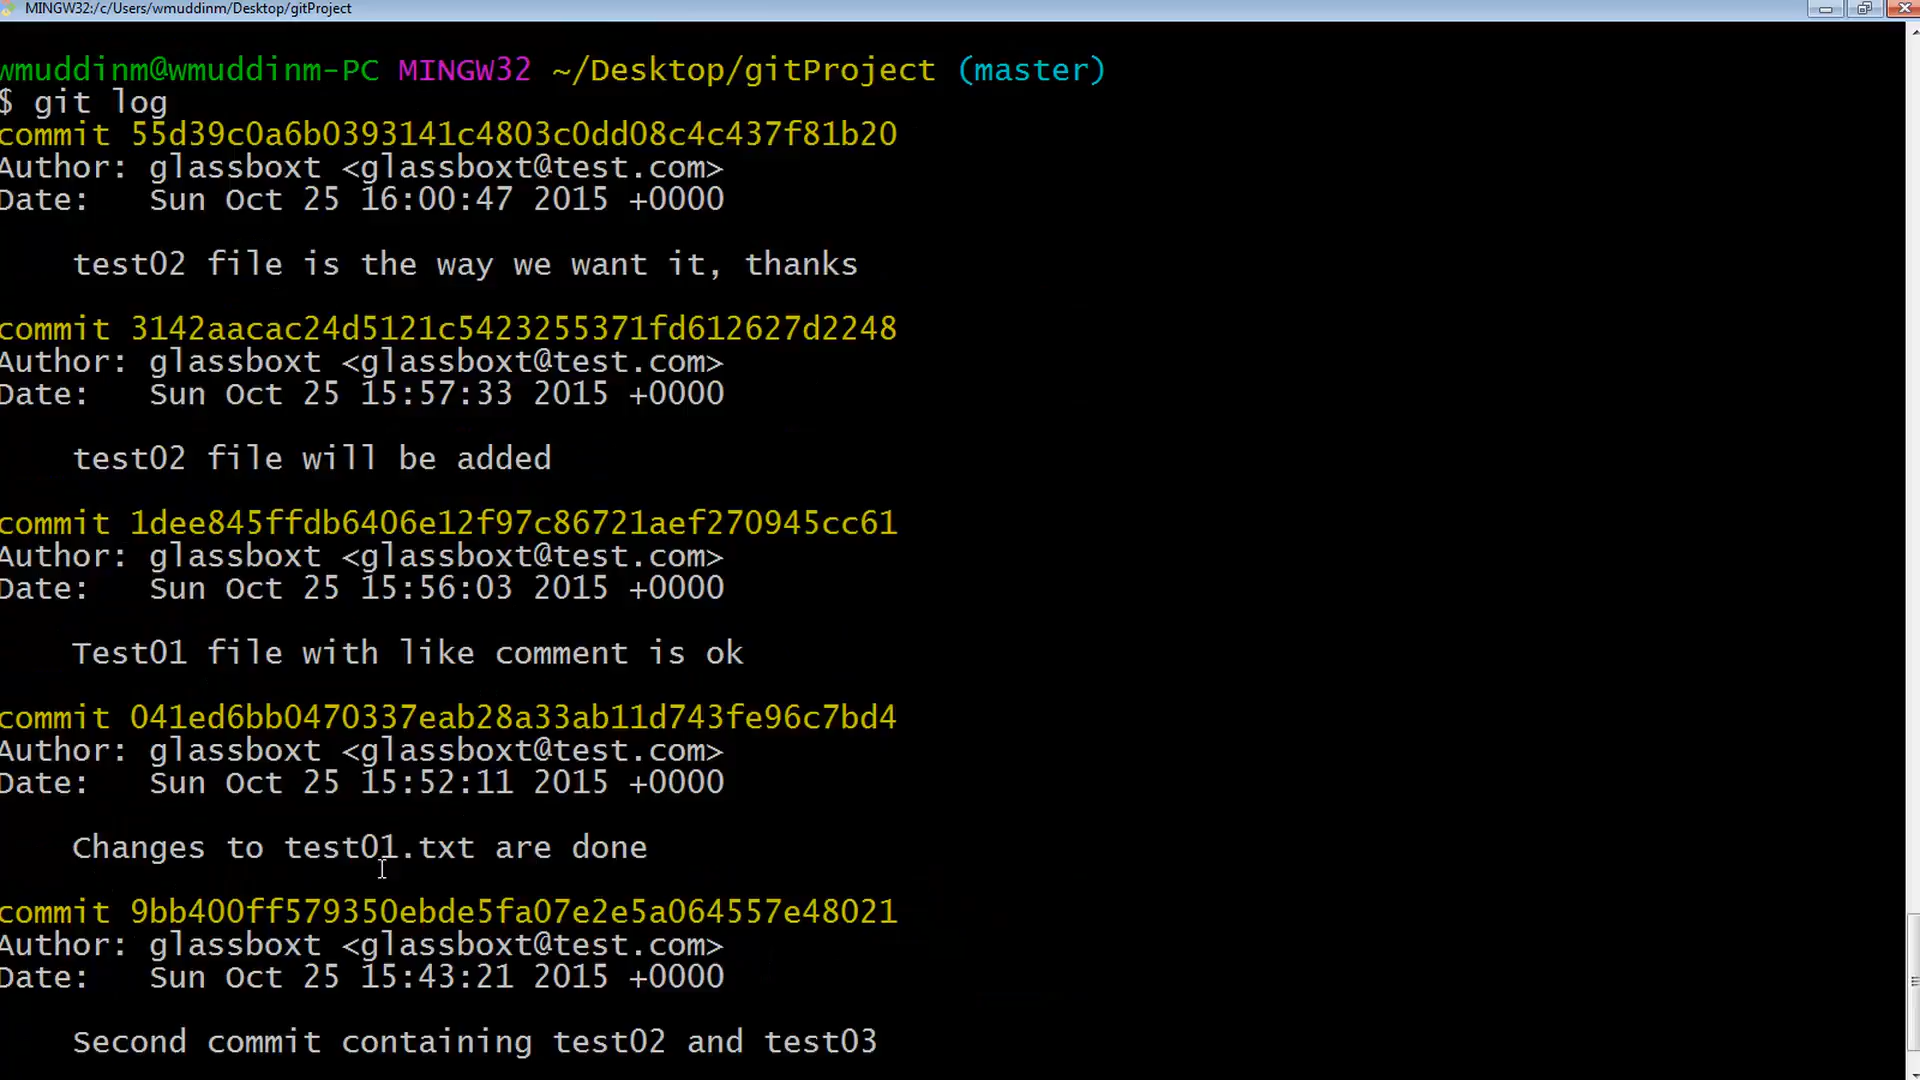 MINGW32:/c/Users/wmuddinm/Desktop/gitProject
wmuddinm@wmuddinm-PC MINGW32 ~/Desktop/gitProject (master)
$ git log
commit 55d39c0a6b0393141c4803c0dd08c4c437f81b20
Author: glassboxt <glassboxt@test.com>
Date:   Sun Oct 25 16:00:47 2015 +0000
test02 file is the way we want it, thanks
commit 3142aacac24d5121c5423255371fd612627d2248
Author: glassboxt <glassboxt@test.com>
Date:   Sun Oct 25 15:57:33 2015 +0000
test02 file will be added
commit 1dee845ffdb6406e12f97c86721aef270945cc61
Author: glassboxt <glassboxt@test.com>
Date:   Sun Oct 25 15:56:03 2015 +0000
Test01 file with like comment is ok
commit 041ed6bb0470337eab28a33ab11d743fe96c7bd4
Author: glassboxt <glassboxt@test.com>
Date:   Sun Oct 25 15:52:11 2015 +0000
Changes to test01.txt are done
commit 9bb400ff579350ebde5fa07e2e5a064557e48021
Author: glassboxt <glassboxt@test.com>
Date:   Sun Oct 25 15:43:21 2015 +0000
Second commit containing test02 and test03